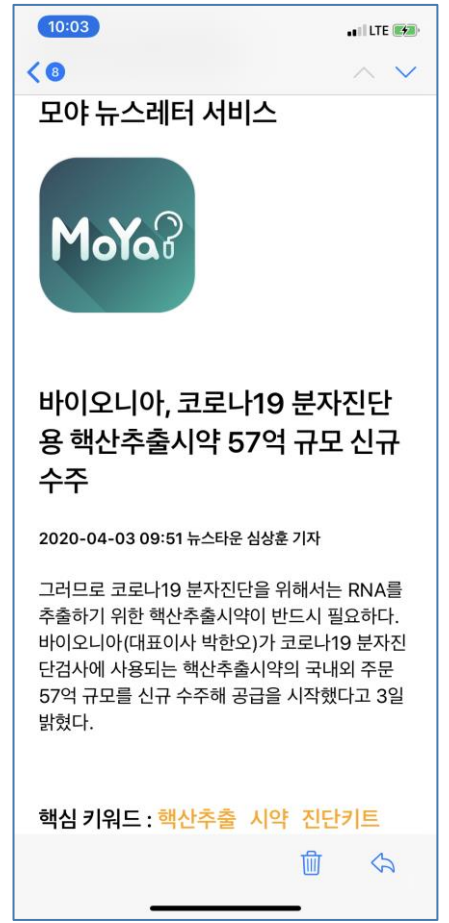 10:03
LTE
8
모야 뉴스레터 서비스
MoYa?
바이오니아, 코로나19 분자진단
용 핵산추출시약 57억 규모 신규
수주
2020-04-03 09:51 뉴스타운 심상훈 기자
그러므로 코로나19 분자진단을 위해서는 RNA를
추출하기 위한 핵산추출시약이 반드시 필요하다.
바이오니아(대표이사 박한오)가 코로나19 분자진
단검사에 사용되는 핵산추출시약의 국내외 주문
57억 규모를 신규 수주해 공급을 시작했다고 3일
밝혔다.
핵심 키워드 : 핵산추출 시약 진단키트